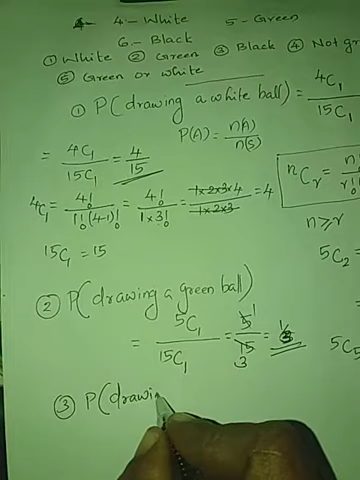 4 - White 5 - Green
6 - Black
① White ② Green ③ Black ④ Not gr
⑤ Green or white
① P(drawing a white ball) = 4C₁ / 15C₁
= 4C₁ / 15C₁ = 4 / 15
P(A) = n(A) / n(S)
nCᵣ = n! / r!
4C₁ = 4! / 1!(4-1)! = 4! / 1×3! = 1×2×3×4 / 1×2×3 = 4
n ≥ r
15C₁ = 15
5C₂ =
② P(drawing a green ball)
= 5C₁ / 15C₁ = 5 1 / 15 3 = 1/3
5C₅
③ P(drawi